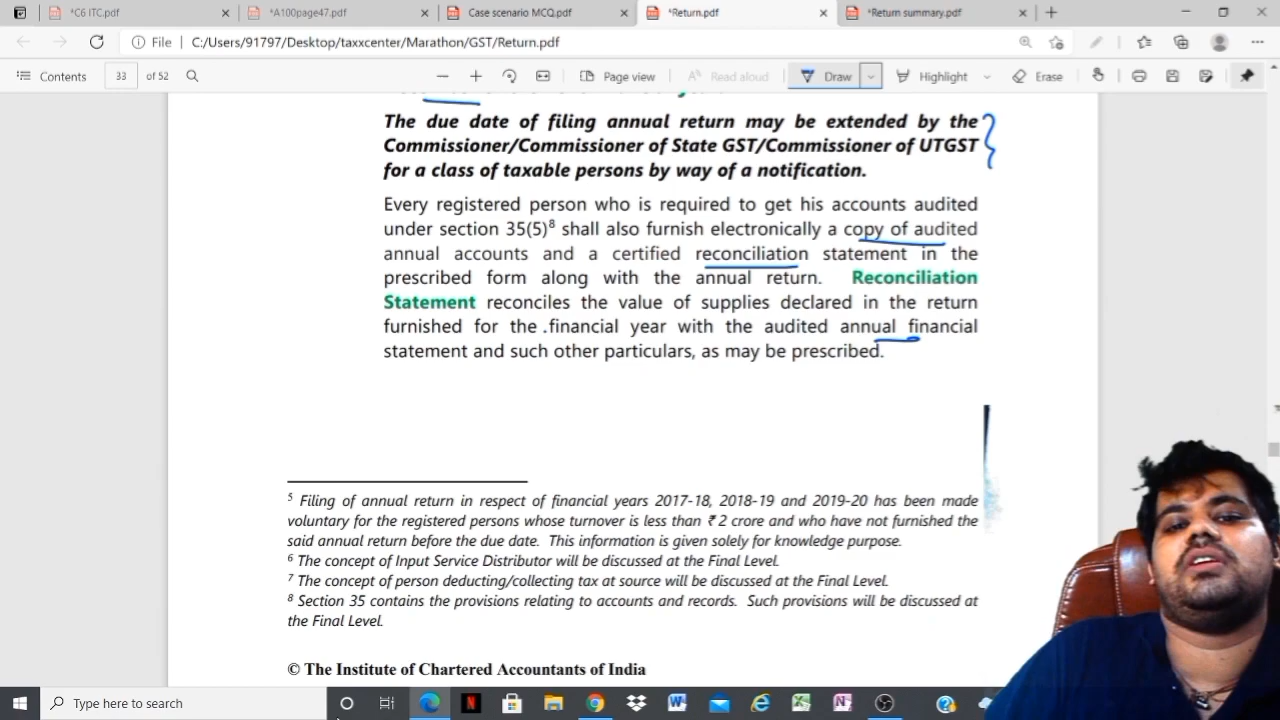 *C6 ITC.pdf
*A100page47.pdf
Case scenario MCQ.pdf
*Return.pdf
*Return summary.pdf
File | C:/Users/91797/Desktop/taxxcenter/Marathon/GST/Return.pdf
Contents 33 of 52 Page view Read aloud Draw Highlight Erase
The due date of filing annual return may be extended by the
Commissioner/Commissioner of State GST/Commissioner of UTGST
for a class of taxable persons by way of a notification.
Every registered person who is required to get his accounts audited
under section 35(5)8 shall also furnish electronically a copy of audited
annual accounts and a certified reconciliation statement in the
prescribed form along with the annual return. Reconciliation
Statement reconciles the value of supplies declared in the return
furnished for the .financial year with the audited annual financial
statement and such other particulars, as may be prescribed.
5 Filing of annual return in respect of financial years 2017-18, 2018-19 and 2019-20 has been made
voluntary for the registered persons whose turnover is less than ₹ 2 crore and who have not furnished the
said annual return before the due date. This information is given solely for knowledge purpose.
6 The concept of Input Service Distributor will be discussed at the Final Level.
7 The concept of person deducting/collecting tax at source will be discussed at the Final Level.
8 Section 35 contains the provisions relating to accounts and records. Such provisions will be discussed at
the Final Level.
© The Institute of Chartered Accountants of India
Type here to search